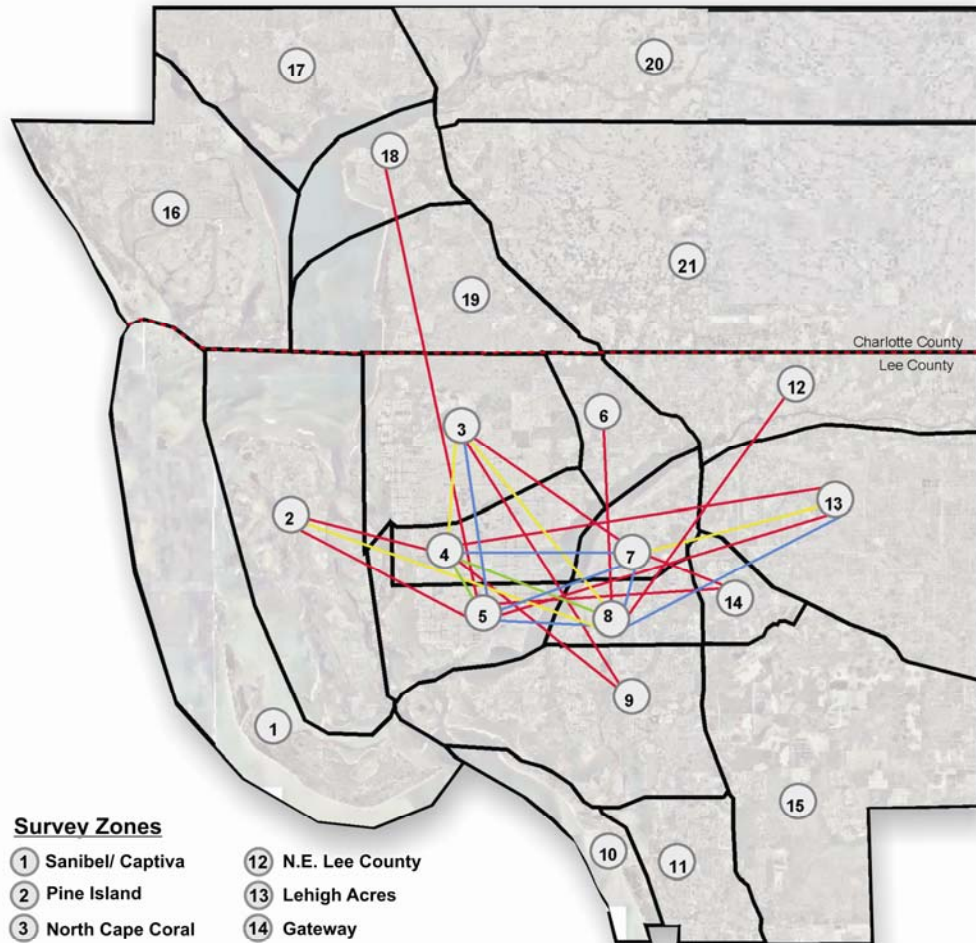 17
20
18
16
21
19
Charlotte County
Lee County
12
6
3
13
2
4
7
14
5
8
9
1
15
10
11
Survey Zones
1 Sanibel/ Captiva
2 Pine Island
3 North Cape Coral
12 N.E. Lee County
13 Lehigh Acres
14 Gateway